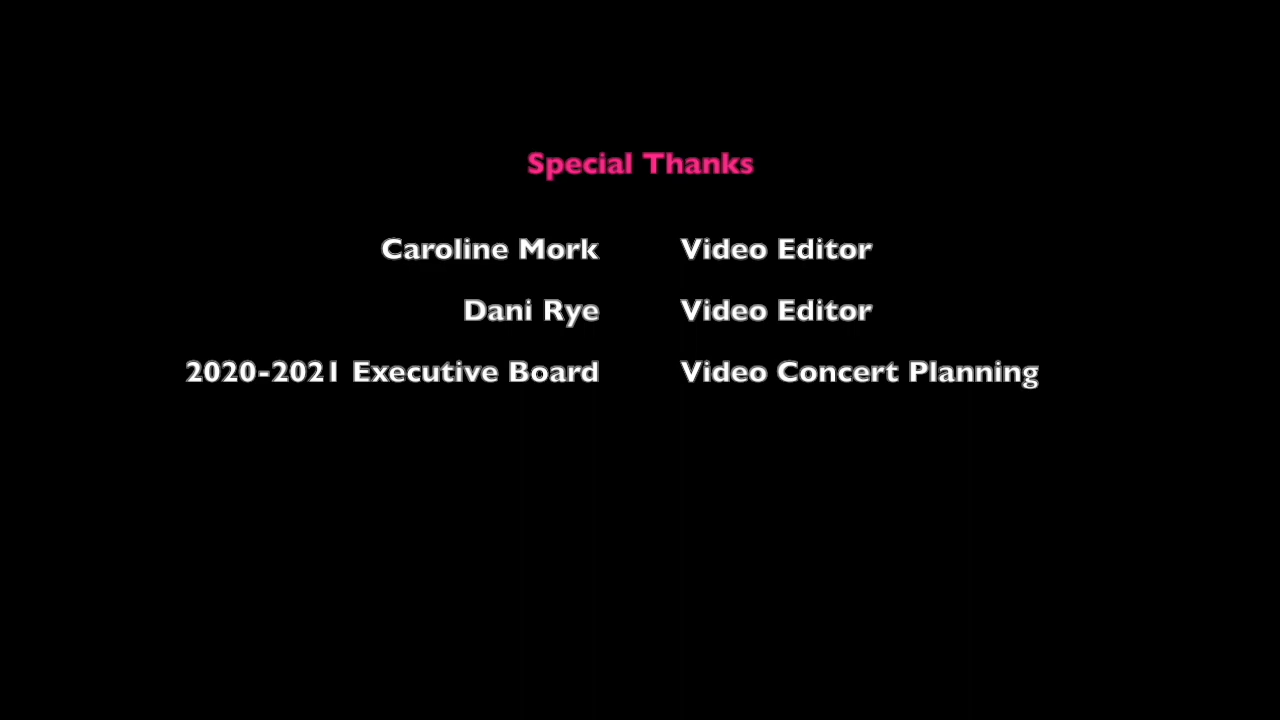 Special Thanks
Caroline Mork Video Editor
Dani Rye Video Editor
2020-2021 Executive Board Video Concert Planning